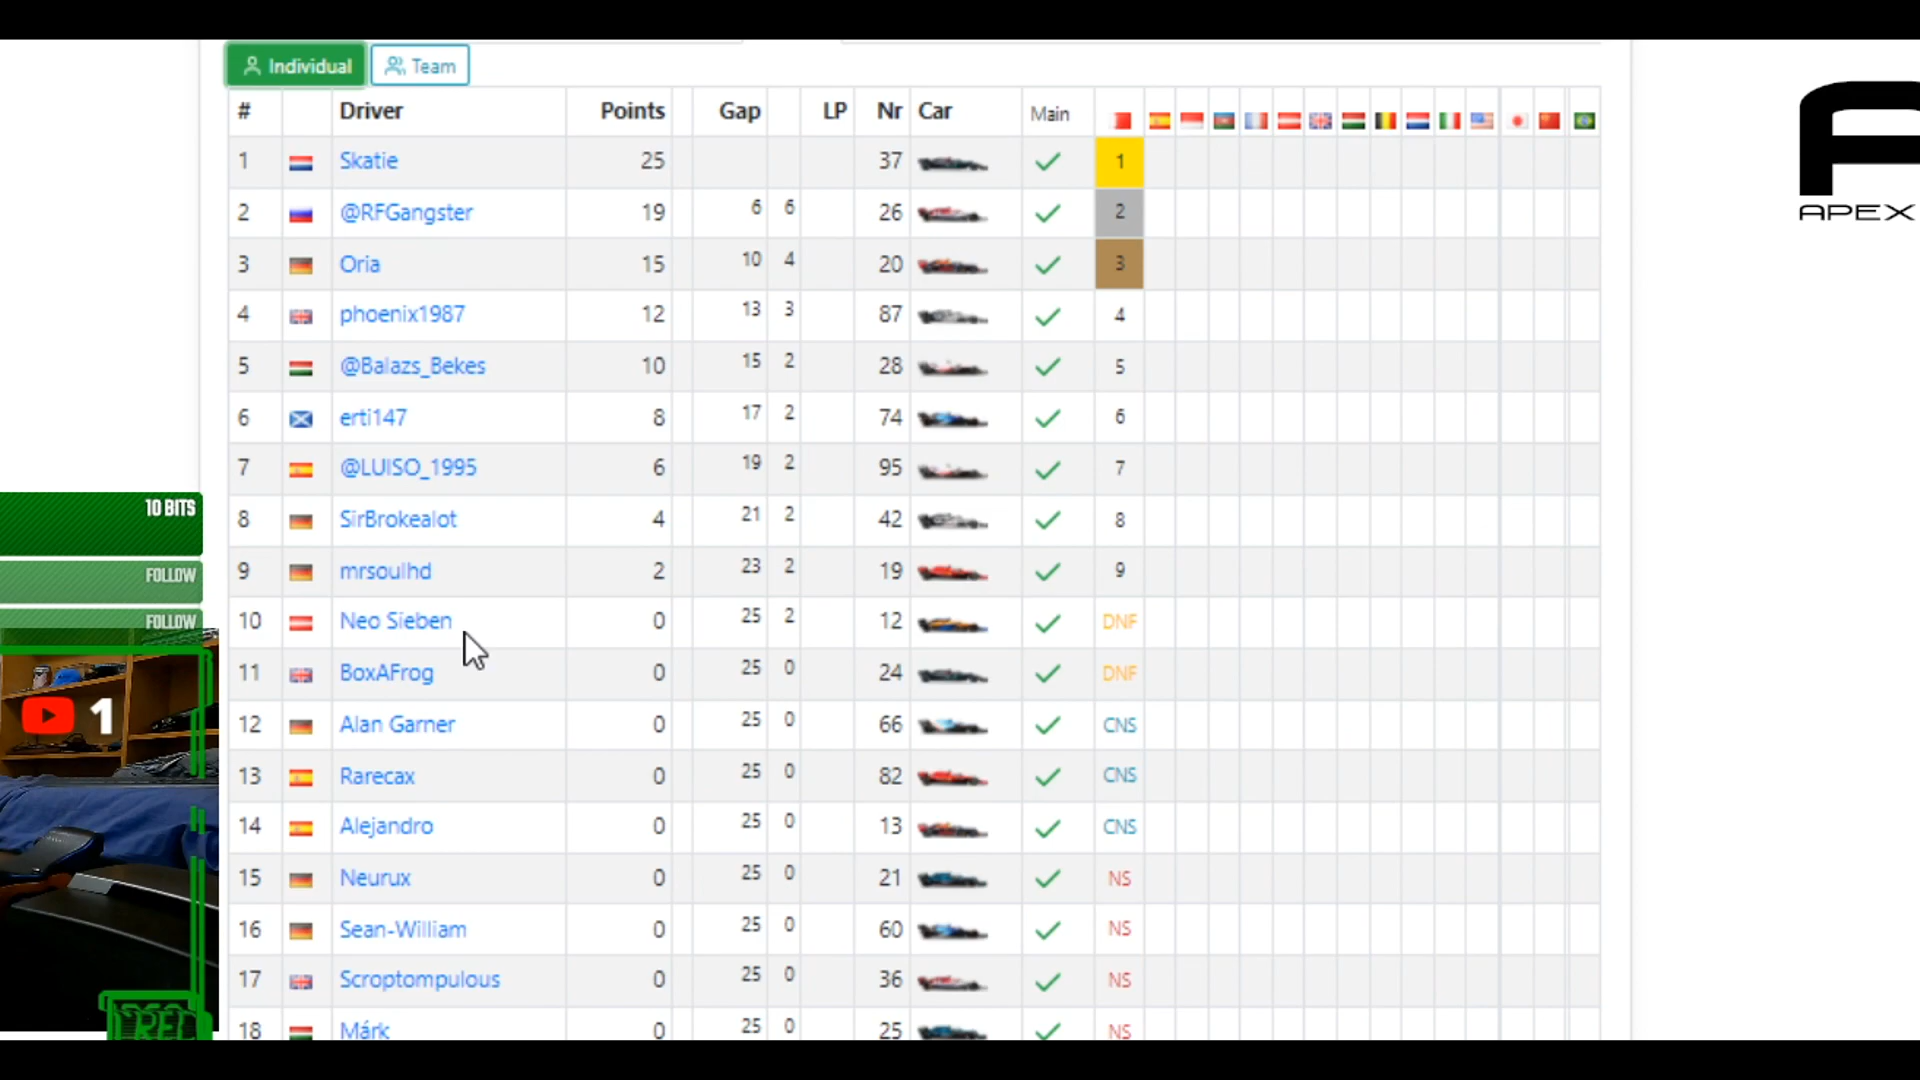 Individual Team
# Driver Points Gap LP Nr Car Main
1 Skatie 25 37 1
2 @RFGangster 19 6 6 26 2
3 Oria 15 10 4 20 3
4 phoenix1987 12 13 3 87 4
5 @Balazs_Bekes 10 15 2 28 5
6 erti147 8 17 2 74 6
7 @LUISO_1995 6 19 2 95 7
8 SirBrokealot 4 21 2 42 8
9 mrsoulhd 2 23 2 19 9
10 Neo Sieben 0 25 2 12 DNF
11 BoxAFrog 0 25 0 24 DNF
12 Alan Garner 0 25 0 66 CNS
13 Rarecax 0 25 0 82 CNS
14 Alejandro 0 25 0 13 CNS
15 Neurux 0 25 0 21 NS
16 Sean-William 0 25 0 60 NS
17 Scroptompulous 0 25 0 36 NS
18 Márk 0 25 0 25 NS
APEX
10 BITS
FOLLOW
FOLLOW
1